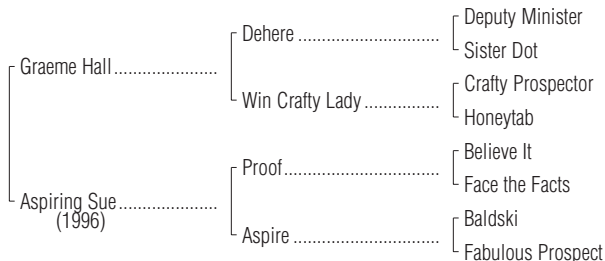 Deputy Minister
Dehere ..............................
Sister Dot
Graeme Hall......................
Crafty Prospector
Win Crafty Lady ................
Honeytab
Believe It
Proof.................................
Face the Facts
Aspiring Sue.....................
(1996)
Baldski
Aspire ...............................
Fabulous Prospect